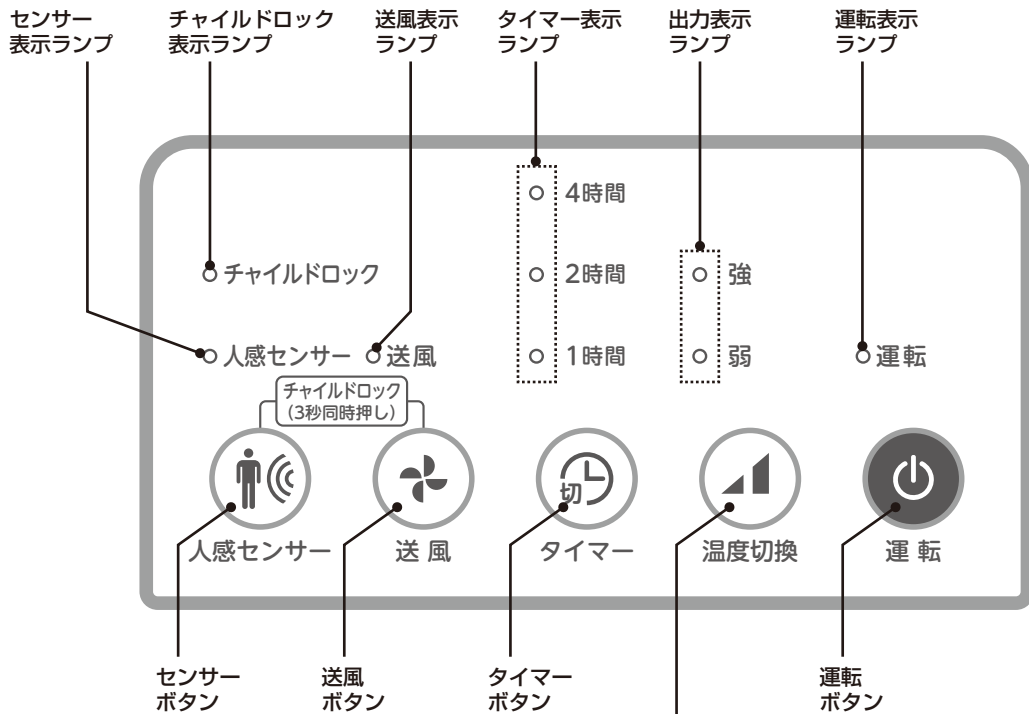 センサー
表示ランプ
チャイルドロック
表示ランプ
送風表示
ランプ
タイマー表示
ランプ
出力表示
ランプ
運転表示
ランプ
4時間
チャイルドロック
2時間
強
人感センサー
送風
1時間
弱
運転
チャイルドロック
(3秒同時押し)
切
人感センサー
送 風
タイマー
温度切換
運 転
センサー
ボタン
送風
ボタン
タイマー
ボタン
運転
ボタン